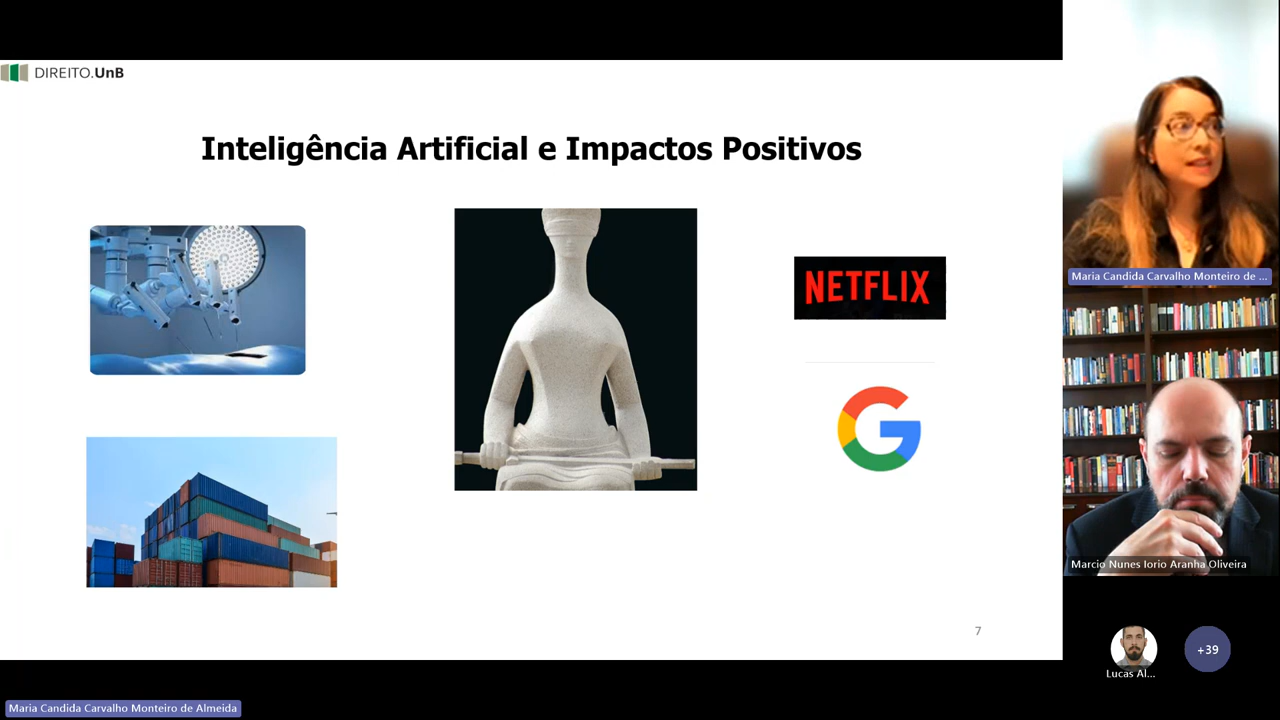 DIREITO.UnB
Inteligência Artificial e Impactos Positivos
NETFLIX
G
7
Maria Candida Carvalho Monteiro de ...
Marcio Nunes Iorio Aranha Oliveira
Lucas Al...
+39
Maria Candida Carvalho Monteiro de Almeida